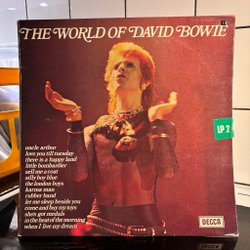 THE WORLD OF DAVID BOWIE
uncle arthur
love you till tuesday
there is a happy land
little bombardier
sell me a coat
silly boy blue
the london boys
karma man
rubber band
let me sleep beside you
come and buy my toys
she's got medals
in the heat of the morning
when i live my dream
LP 2
DECCA